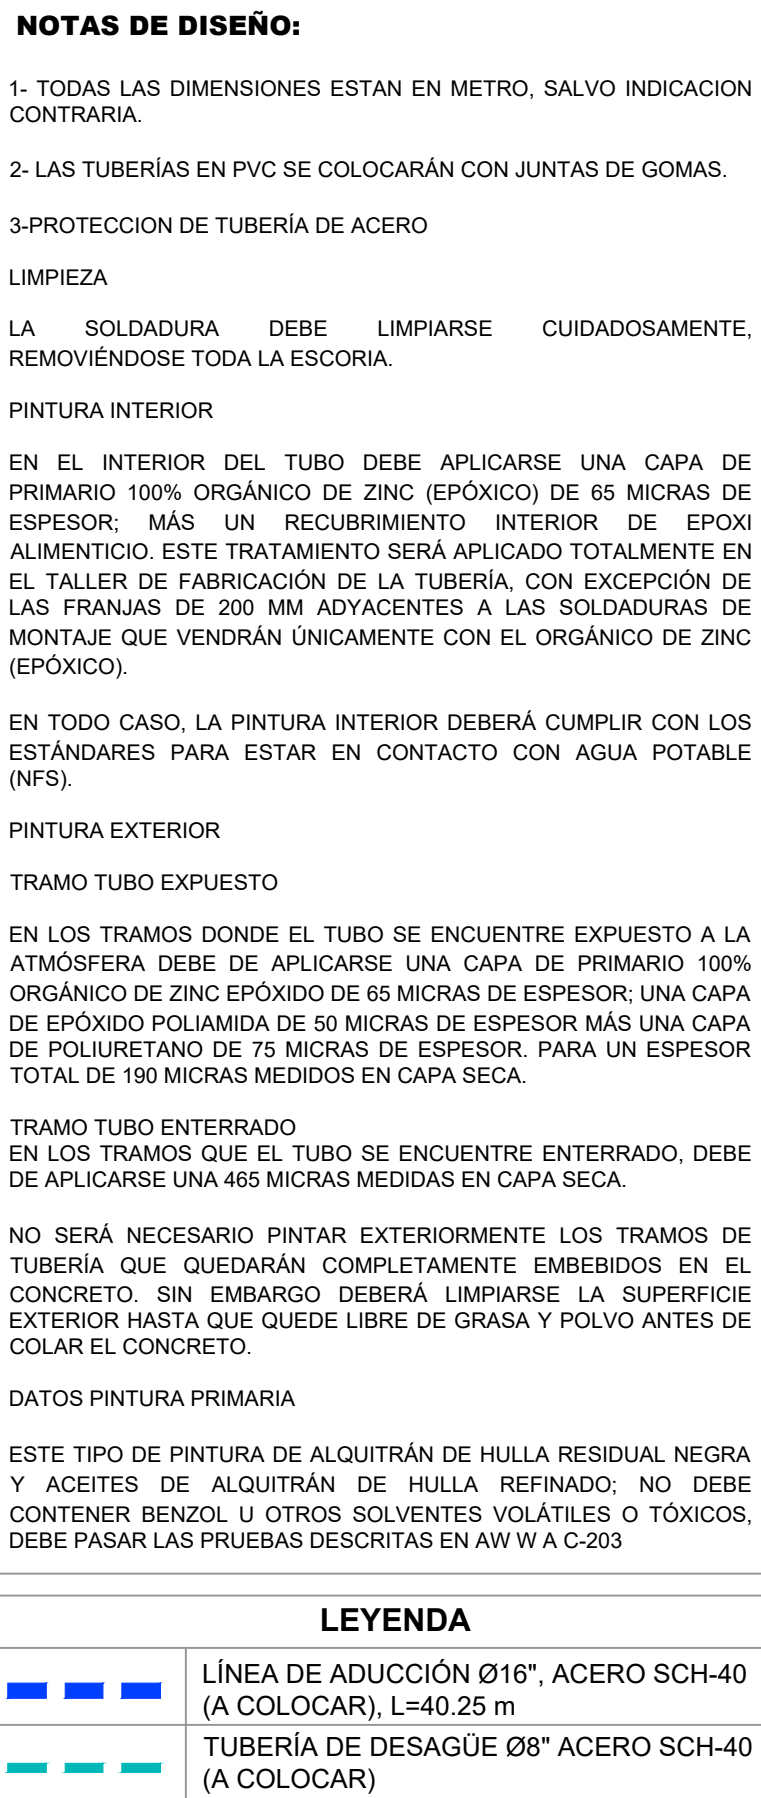 NOTAS DE DISEÑO:
1- TODAS LAS DIMENSIONES ESTAN EN METRO, SALVO INDICACION
CONTRARIA.
2- LAS TUBERÍAS EN PVC SE COLOCARÁN CON JUNTAS DE GOMAS.
3-PROTECCION DE TUBERÍA DE ACERO
LIMPIEZA
LA SOLDADURA DEBE LIMPIARSE CUIDADOSAMENTE,
REMOVIÉNDOSE TODA LA ESCORIA.
PINTURA INTERIOR
EN EL INTERIOR DEL TUBO DEBE APLICARSE UNA CAPA DE
PRIMARIO 100% ORGÁNICO DE ZINC (EPÓXICO) DE 65 MICRAS DE
ESPESOR; MÁS UN RECUBRIMIENTO INTERIOR DE EPOXI
ALIMENTICIO. ESTE TRATAMIENTO SERÁ APLICADO TOTALMENTE EN
EL TALLER DE FABRICACIÓN DE LA TUBERÍA, CON EXCEPCIÓN DE
LAS FRANJAS DE 200 MM ADYACENTES A LAS SOLDADURAS DE
MONTAJE QUE VENDRÁN ÚNICAMENTE CON EL ORGÁNICO DE ZINC
(EPÓXICO).
EN TODO CASO, LA PINTURA INTERIOR DEBERÁ CUMPLIR CON LOS
ESTÁNDARES PARA ESTAR EN CONTACTO CON AGUA POTABLE
(NFS).
PINTURA EXTERIOR
TRAMO TUBO EXPUESTO
EN LOS TRAMOS DONDE EL TUBO SE ENCUENTRE EXPUESTO A LA
ATMÓSFERA DEBE DE APLICARSE UNA CAPA DE PRIMARIO 100%
ORGÁNICO DE ZINC EPÓXIDO DE 65 MICRAS DE ESPESOR; UNA CAPA
DE EPÓXIDO POLIAMIDA DE 50 MICRAS DE ESPESOR MÁS UNA CAPA
DE POLIURETANO DE 75 MICRAS DE ESPESOR. PARA UN ESPESOR
TOTAL DE 190 MICRAS MEDIDOS EN CAPA SECA.
TRAMO TUBO ENTERRADO
EN LOS TRAMOS QUE EL TUBO SE ENCUENTRE ENTERRADO, DEBE
DE APLICARSE UNA 465 MICRAS MEDIDAS EN CAPA SECA.
NO SERÁ NECESARIO PINTAR EXTERIORMENTE LOS TRAMOS DE
TUBERÍA QUE QUEDARÁN COMPLETAMENTE EMBEBIDOS EN EL
CONCRETO. SIN EMBARGO DEBERÁ LIMPIARSE LA SUPERFICIE
EXTERIOR HASTA QUE QUEDE LIBRE DE GRASA Y POLVO ANTES DE
COLAR EL CONCRETO.
DATOS PINTURA PRIMARIA
ESTE TIPO DE PINTURA DE ALQUITRÁN DE HULLA RESIDUAL NEGRA
Y ACEITES DE ALQUITRÁN DE HULLA REFINADO; NO DEBE
CONTENER BENZOL U OTROS SOLVENTES VOLÁTILES O TÓXICOS,
DEBE PASAR LAS PRUEBAS DESCRITAS EN AW W A C-203
LEYENDA
LÍNEA DE ADUCCIÓN Ø16", ACERO SCH-40
(A COLOCAR), L=40.25 m
TUBERÍA DE DESAGÜE Ø8" ACERO SCH-40
(A COLOCAR)